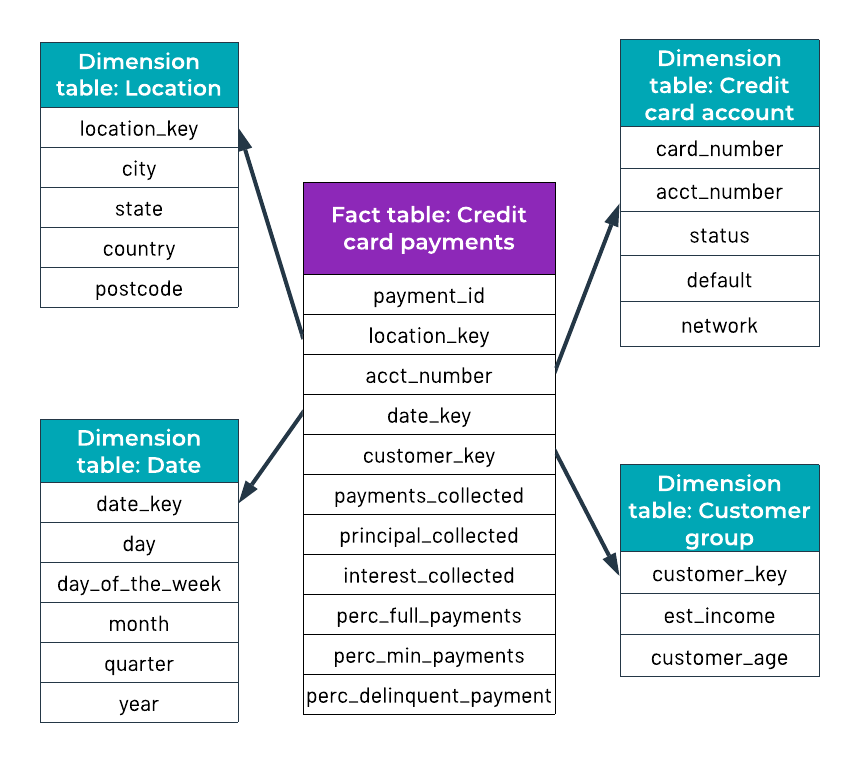 Dimension
table: Location
location_key
city
state
country
postcode
Dimension
table: Date
date_key
day
day_of_the_week
month
quarter
year
Fact table: Credit
card payments
payment_id
location_key
acct_number
date_key
customer_key
payments_collected
principal_collected
interest_collected
perc_full_payments
perc_min_payments
perc_delinquent_payment
Dimension
table: Credit
card account
card_number
acct_number
status
default
network
Dimension
table: Customer
group
customer_key
est_income
customer_age